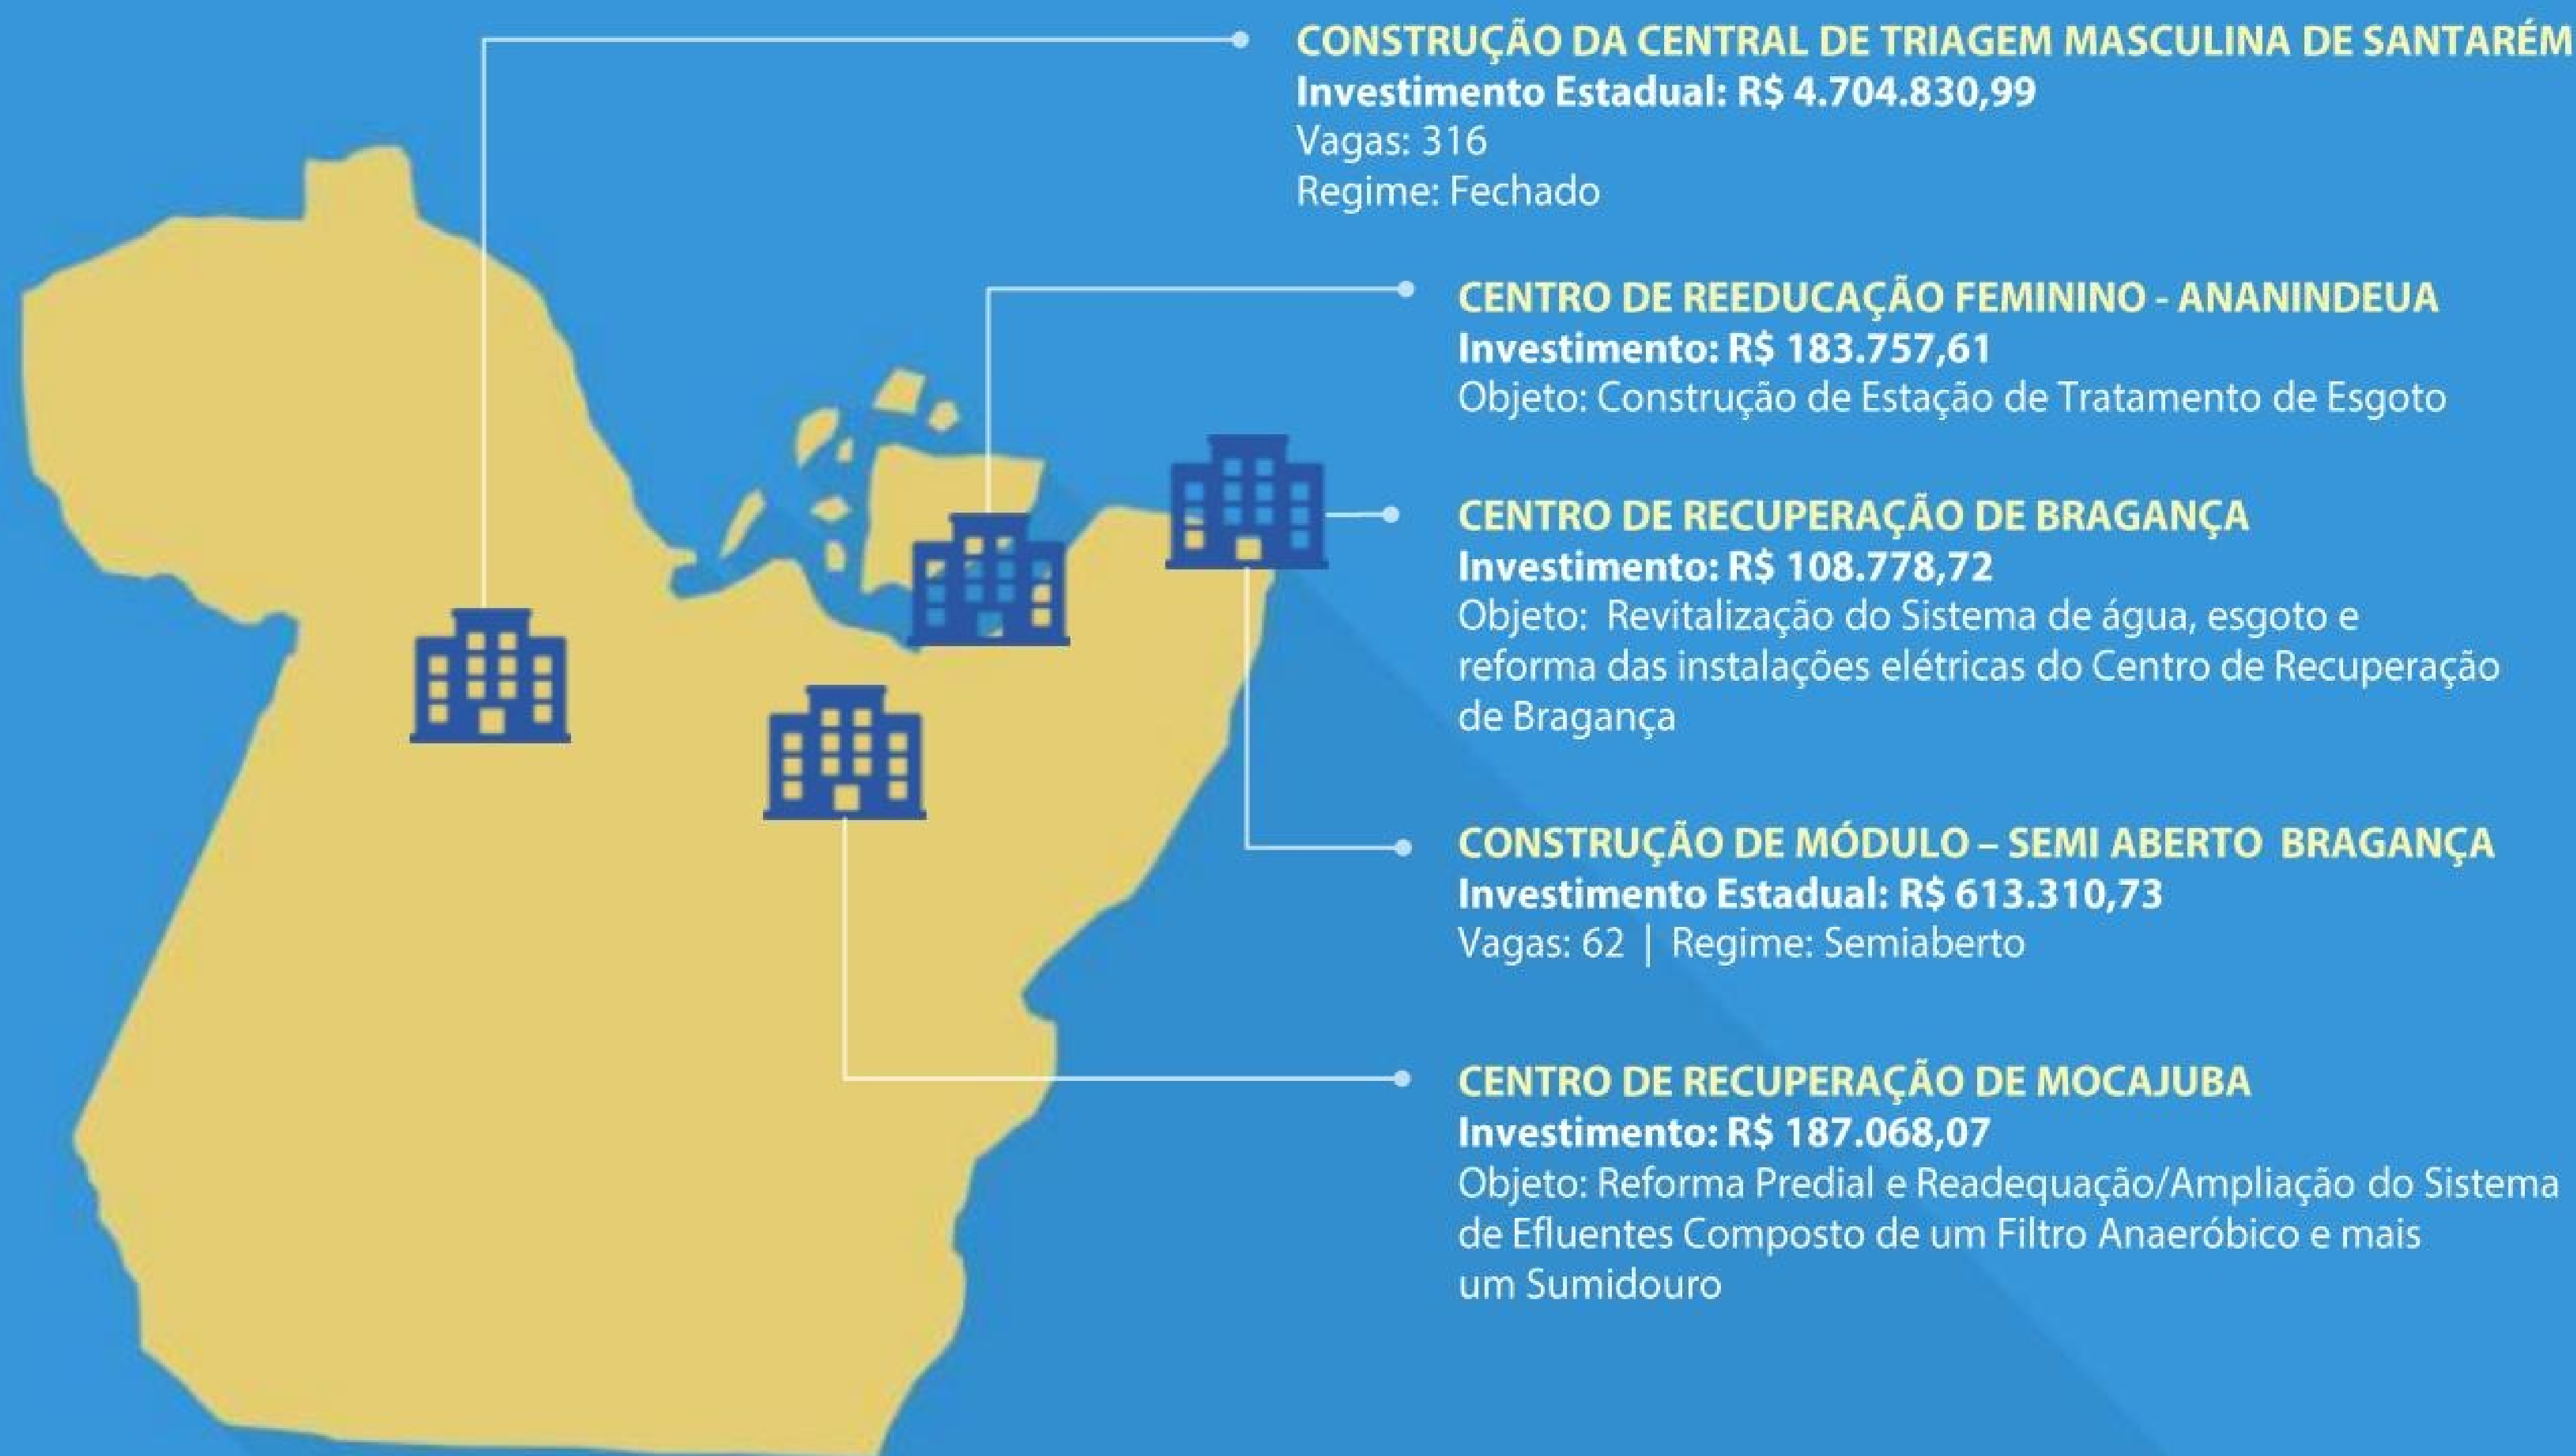 CONSTRUÇÃO DA CENTRAL DE TRIAGEM MASCULINA DE SANTARÉM
Investimento Estadual: R$ 4.704.830,99
Vagas: 316
Regime: Fechado
CENTRO DE REEDUCAÇÃO FEMININO - ANANINDEUA
Investimento: R$ 183.757,61
Objeto: Construção de Estação de Tratamento de Esgoto
CENTRO DE RECUPERAÇÃO DE BRAGANÇA
Investimento: R$ 108.778,72
Objeto: Revitalização do Sistema de água, esgoto e
reforma das instalações elétricas do Centro de Recuperação
de Bragança
CONSTRUÇÃO DE MÓDULO – SEMI ABERTO BRAGANÇA
Investimento Estadual: R$ 613.310,73
Vagas: 62 | Regime: Semiaberto
CENTRO DE RECUPERAÇÃO DE MOCAJUBA
Investimento: R$ 187.068,07
Objeto: Reforma Predial e Readequação/Ampliação do Sistema
de Efluentes Composto de um Filtro Anaeróbico e mais
um Sumidouro